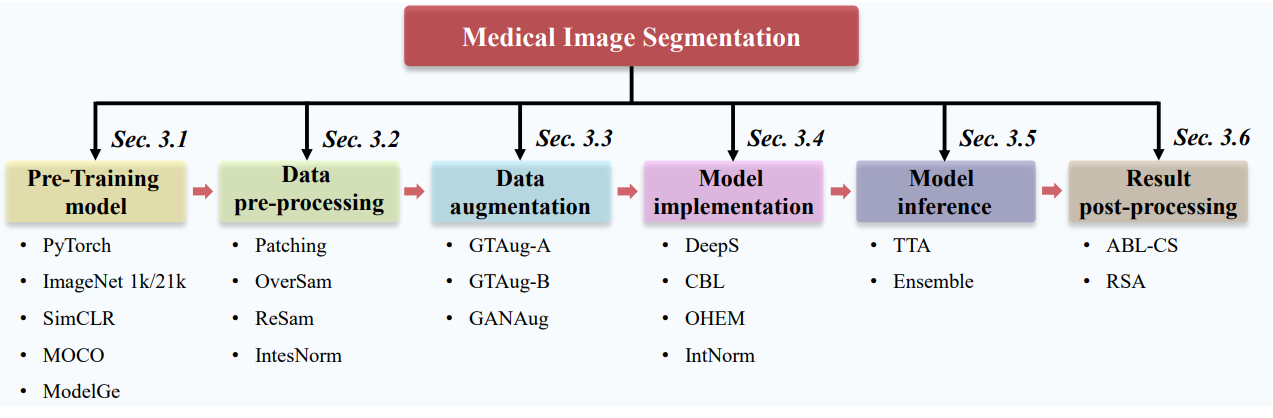 Medical Image Segmentation
Sec. 3.1
Sec. 3.2
Sec. 3.3
Sec. 3.4
Sec. 3.5
Sec. 3.6
Pre-Training
model
Data
pre-processing
Data
augmentation
Model
implementation
Model
inference
Result
post-processing
• PyTorch
• ImageNet 1k/21k
• SimCLR
• MOCO
• ModelGe
• Patching
• OverSam
• ReSam
• IntesNorm
• GTAug-A
• GTAug-B
• GANAug
• DeepS
• CBL
• OHEM
• IntNorm
• TTA
• Ensemble
• ABL-CS
• RSA